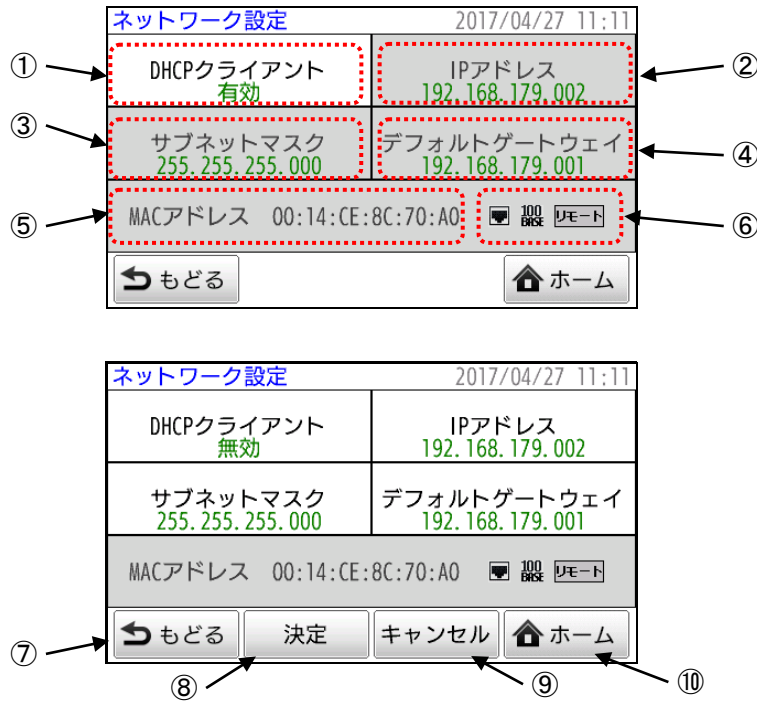 ネットワーク設定 2017/04/27 11:11
① DHCPクライアント IPアドレス ②
有効 192.168.179.002
③ サブネットマスク デフォルトゲートウェイ ④
255.255.255.000 192.168.179.001
⑤ MACアドレス 00:14:CE:8C:70:A0 100 BASE リモート ⑥
もどる ホーム
ネットワーク設定 2017/04/27 11:11
DHCPクライアント IPアドレス
無効 192.168.179.002
サブネットマスク デフォルトゲートウェイ
255.255.255.000 192.168.179.001
MACアドレス 00:14:CE:8C:70:A0 100 BASE リモート
⑦ もどる 決定 キャンセル ホーム
⑧ ⑨ ⑩